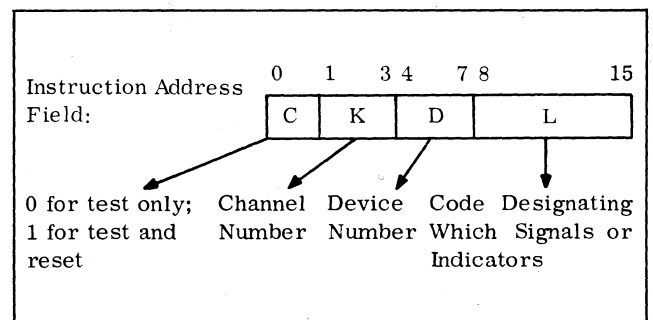 0 1 3 4 7 8 15
Instruction Address
Field:
C K D L
0 for test only; Channel Device Code Designating
1 for test and Number Number Which Signals or
reset Indicators